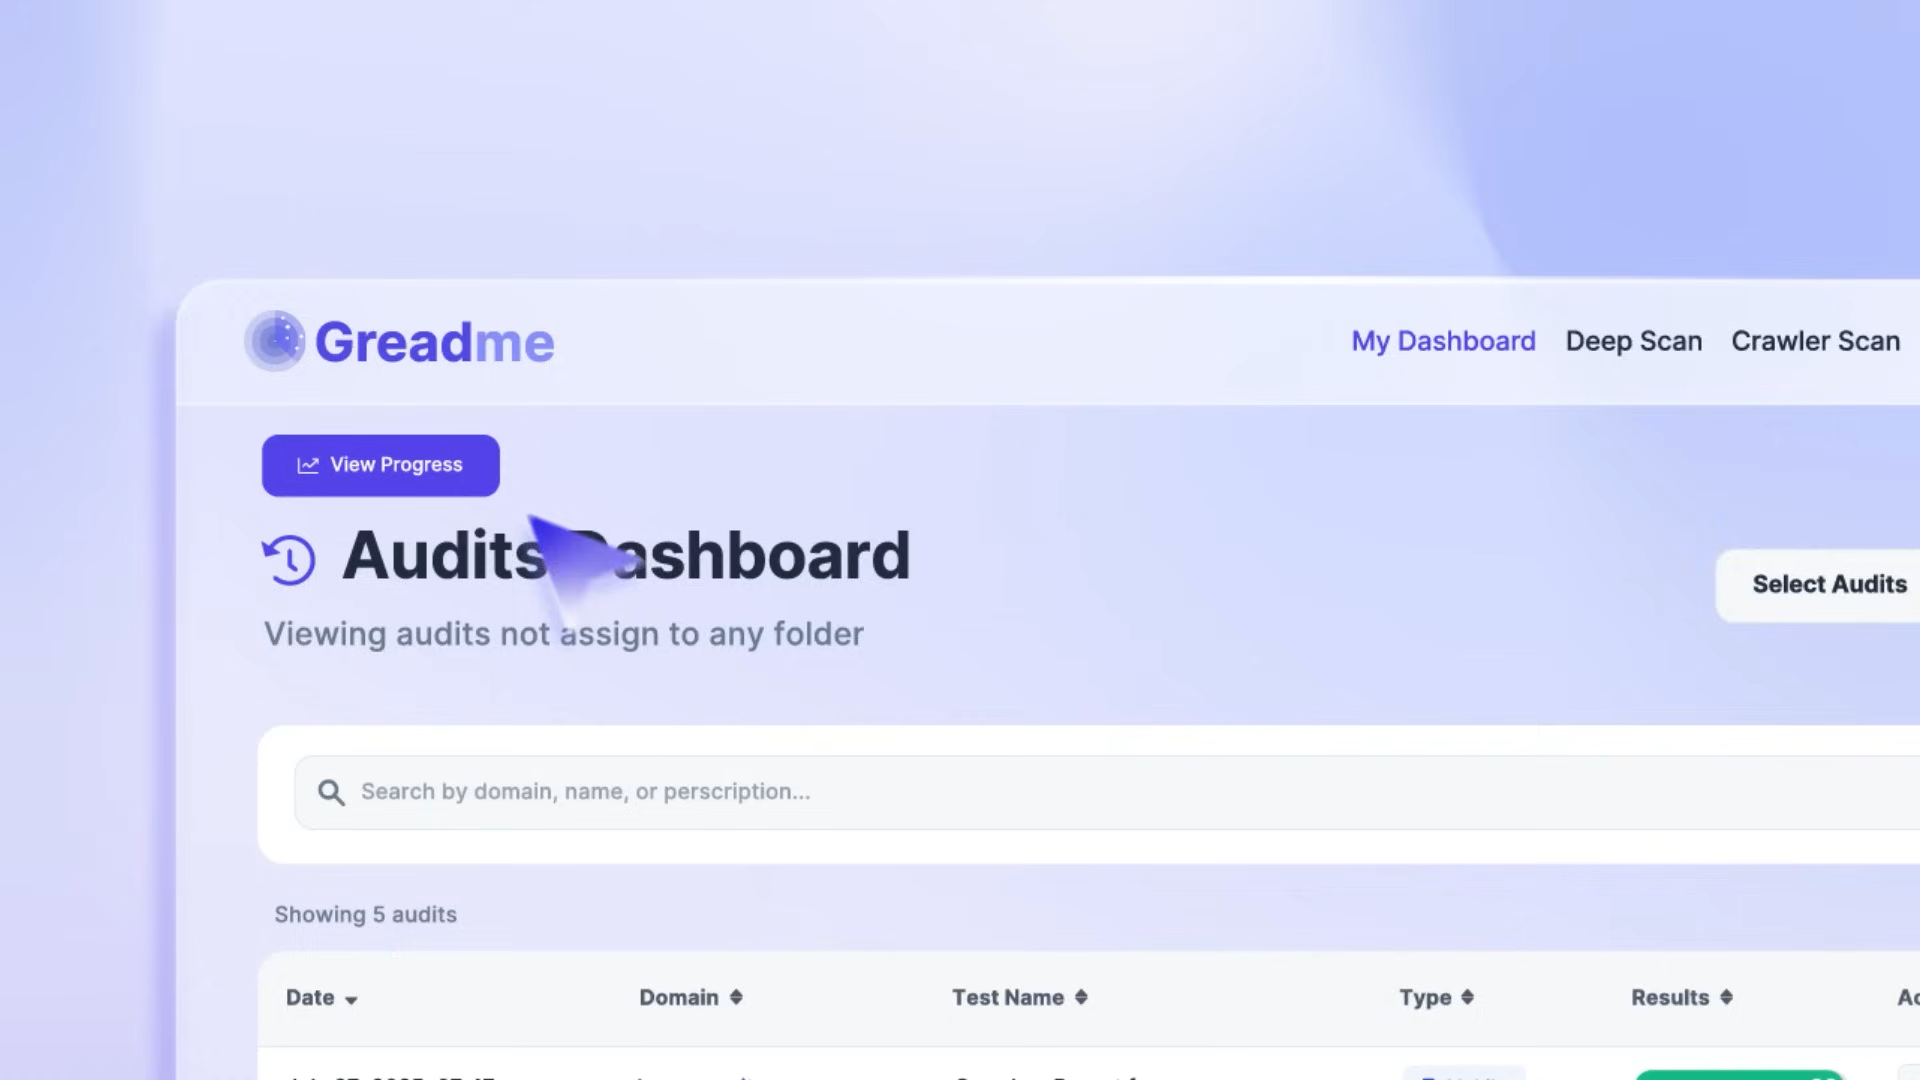 Greadme
My Dashboard Deep Scan Crawler Scan
View Progress
Audits Dashboard
Select Audits
Viewing audits not assign to any folder
Search by domain, name, or perscription...
Showing 5 audits
Date Domain Test Name Type Results